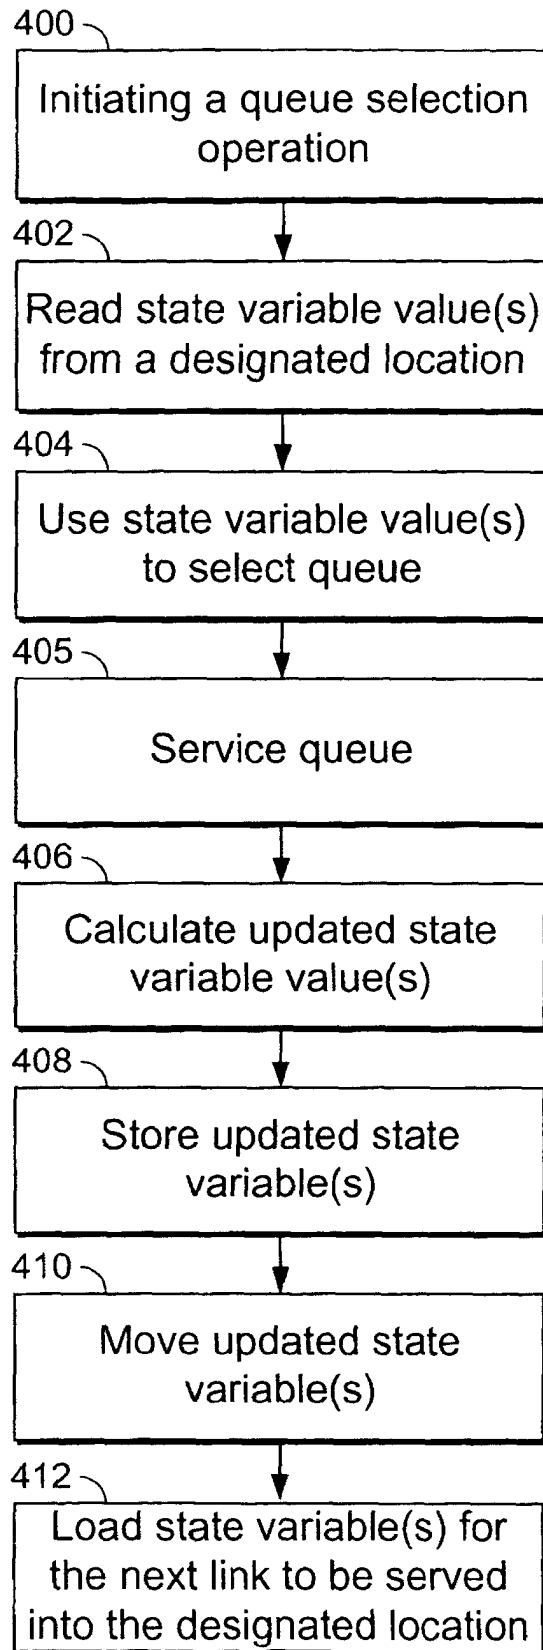 400
Initiating a queue selection
operation
402
Read state variable value(s)
from a designated location
404
Use state variable value(s)
to select queue
405
Service queue
406
Calculate updated state
variable value(s)
408
Store updated state
variable(s)
410
Move updated state
variable(s)
412
Load state variable(s) for
the next link to be served
into the designated location